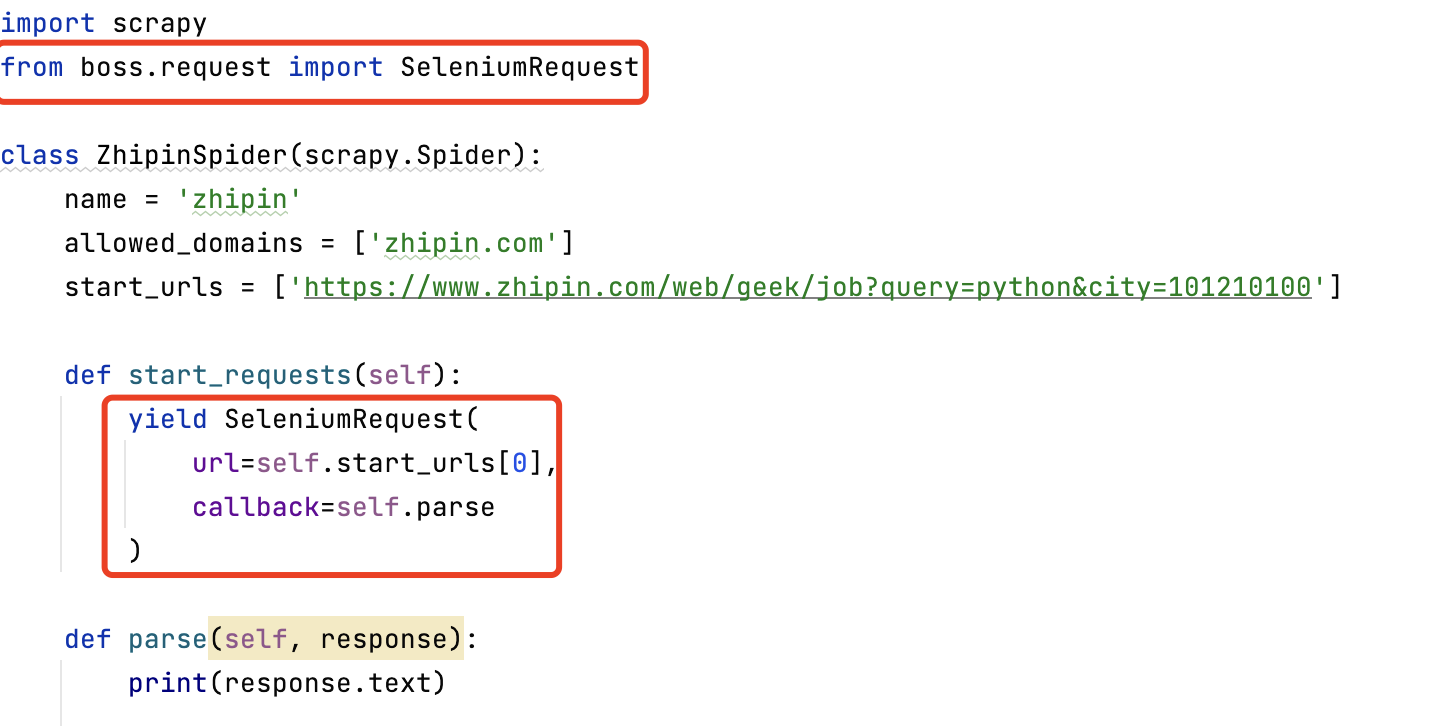 import scrapy
from boss.request import SeleniumRequest
class ZhipinSpider(scrapy.Spider):
    name = 'zhipin'
    allowed_domains = ['zhipin.com']
    start_urls = ['https://www.zhipin.com/web/geek/job?query=python&city=101210100']
    def start_requests(self):
        yield SeleniumRequest(
            url=self.start_urls[0],
            callback=self.parse
        )
    def parse(self, response):
        print(response.text)